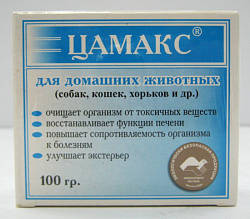 ЦАМАКС®
для домашних животных
(собак, кошек, хорьков и др.)
• очищает организм от токсичных веществ
• восстанавливает функции печени
• повышает сопротивляемость организма
к болезням
• улучшает экстерьер
100 гр.